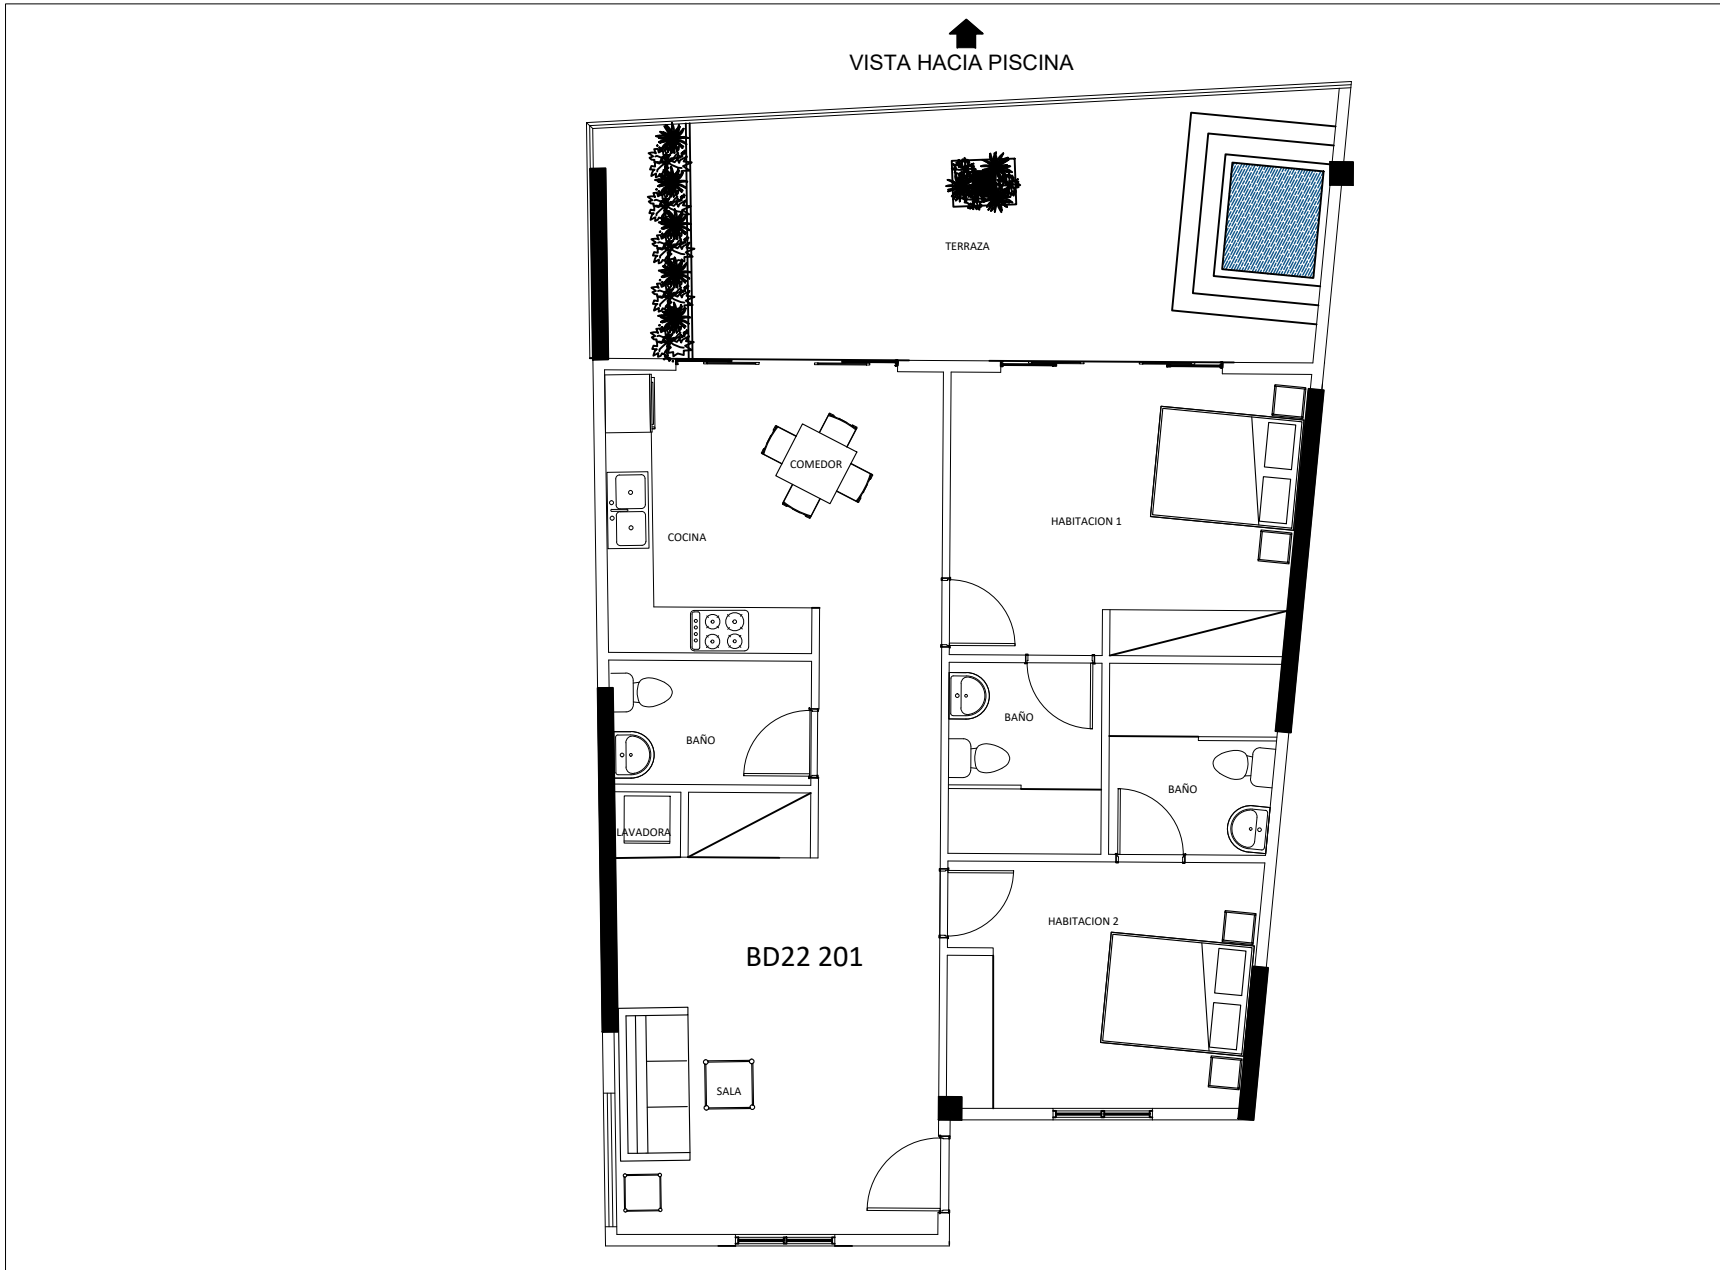 VISTA HACIA PISCINA
TERRAZA
COMEDOR
HABITACION 1
COCINA
BAÑO
BAÑO
BAÑO
LAVADORA
HABITACION 2
BD22 201
SALA